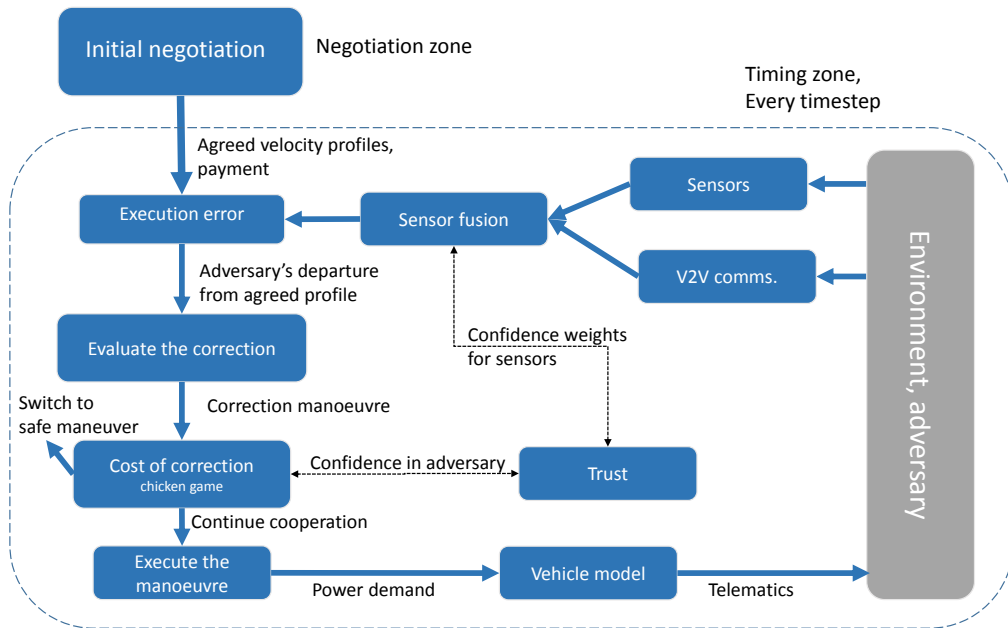 Initial negotiation
Negotiation zone
Timing zone,
Every timestep
Agreed velocity profiles,
payment
Sensors
Execution error
Sensor fusion
V2V comms.
Environment, adversary
Adversary's departure
from agreed profile
Confidence weights
for sensors
Evaluate the correction
Switch to
safe maneuver
Correction manoeuvre
Cost of correction
chicken game
Confidence in adversary
Trust
Continue cooperation
Execute the
manoeuvre
Power demand
Vehicle model
Telematics